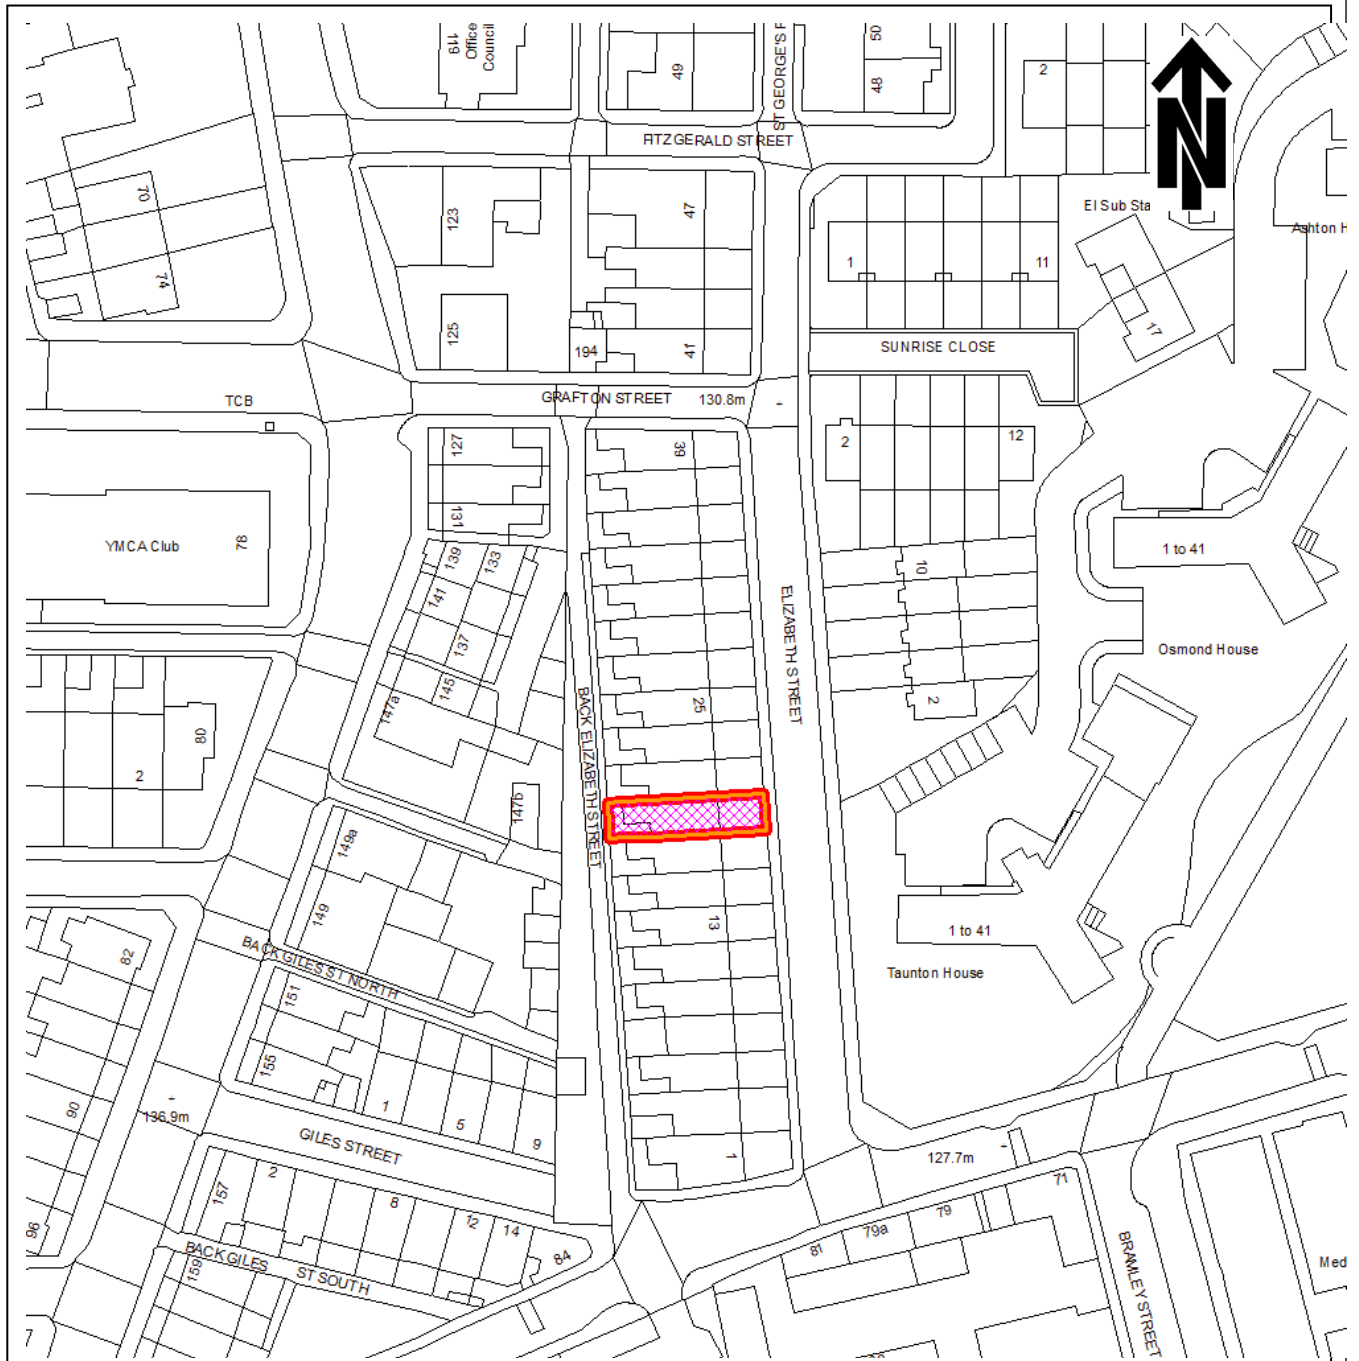 119
Office
Council
49
ST GEORGE'S
50
48
2
N
FITZGERALD STREET
70
74
123
47
El Sub Sta
Ashton H
1
11
17
125
194
41
SUNRISE CLOSE
TCB
GRAFTON STREET
130.8m
127
39
2
12
131
YMCA Club
78
139
133
141
137
1 to 41
10
ELIZABETH STREET
Osmond House
145
147a
25
2
80
2
BACK ELIZABETH STREET
147b
149a
149
13
1 to 41
82
BACK GILES ST NORTH
Taunton House
151
155
90
136.9m
1
5
9
GILES STREET
127.7m
1
157
2
8
12
14
84
71
79
79a
81
96
BACK GILES ST SOUTH
159
BRAMLEY STREET
Med
7